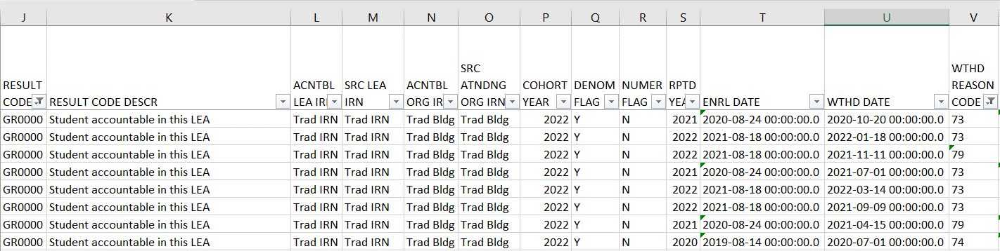 J K L M N O P Q R S T U V
RESULT CODE RESULT CODE DESCR ACNTBL LEA IRI SRC LEA IRN ACNTBL ORG IR SRC ATNDNG ORG IRN COHORT YEAR DENOM FLAG NUMER FLAG RPTD YEA ENRL DATE WTHD DATE WTHD REASON CODE
GR0000 Student accountable in this LEA Trad IRN Trad IRN Trad Bldg Trad Bldg 2022 Y N 2021 2020-08-24 00:00:00.0 2020-10-20 00:00:00.0 73
GR0000 Student accountable in this LEA Trad IRN Trad IRN Trad Bldg Trad Bldg 2022 Y N 2022 2021-08-18 00:00:00.0 2022-01-18 00:00:00.0 73
GR0000 Student accountable in this LEA Trad IRN Trad IRN Trad Bldg Trad Bldg 2022 Y N 2022 2021-08-18 00:00:00.0 2021-11-11 00:00:00.0 79
GR0000 Student accountable in this LEA Trad IRN Trad IRN Trad Bldg Trad Bldg 2022 Y N 2021 2020-08-24 00:00:00.0 2021-07-01 00:00:00.0 73
GR0000 Student accountable in this LEA Trad IRN Trad IRN Trad Bldg Trad Bldg 2022 Y N 2022 2021-08-18 00:00:00.0 2022-03-14 00:00:00.0 73
GR0000 Student accountable in this LEA Trad IRN Trad IRN Trad Bldg Trad Bldg 2022 Y N 2022 2021-08-18 00:00:00.0 2021-09-09 00:00:00.0 73
GR0000 Student accountable in this LEA Trad IRN Trad IRN Trad Bldg Trad Bldg 2022 Y N 2021 2020-08-24 00:00:00.0 2021-04-15 00:00:00.0 79
GR0000 Student accountable in this LEA Trad IRN Trad IRN Trad Bldg Trad Bldg 2022 Y N 2020 2019-08-14 00:00:00.0 2020-07-01 00:00:00.0 74